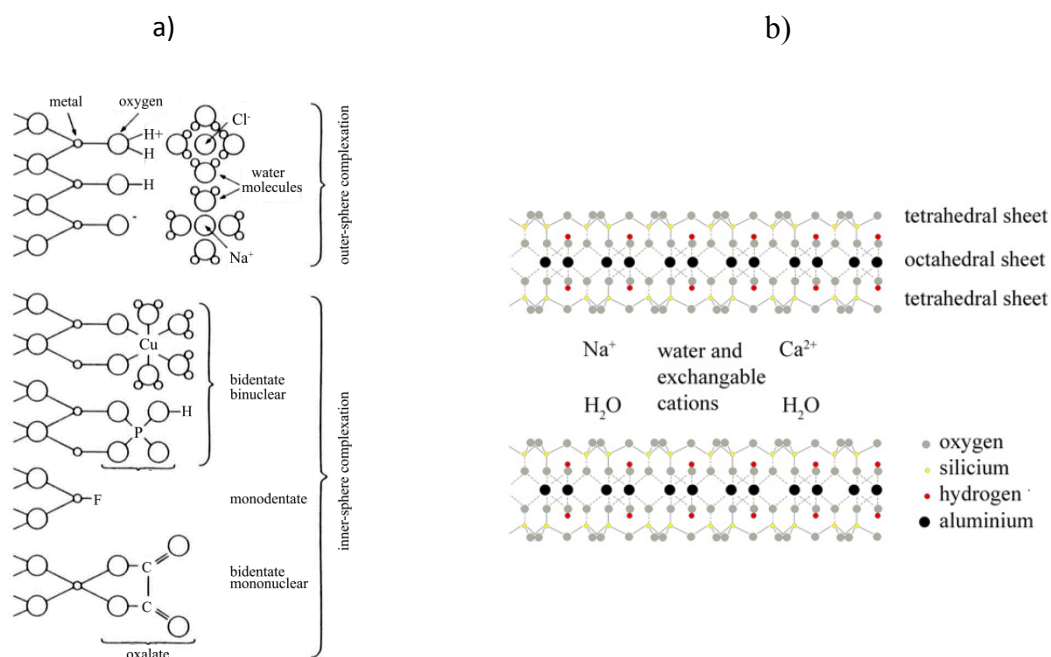 a)
metal
oxygen
H+
H
Cl-
H
water
molecules
-
Na+
outer-sphere complexation
Cu
bidentate
binuclear
H
P
F
monodentate
C
bidentate
mononuclear
C
oxalate
inner-sphere complexation
b)
tetrahedral sheet
octahedral sheet
tetrahedral sheet
Na+
water and
exchangable
cations
Ca2+
H2O
H2O
oxygen
silicium
hydrogen
aluminium